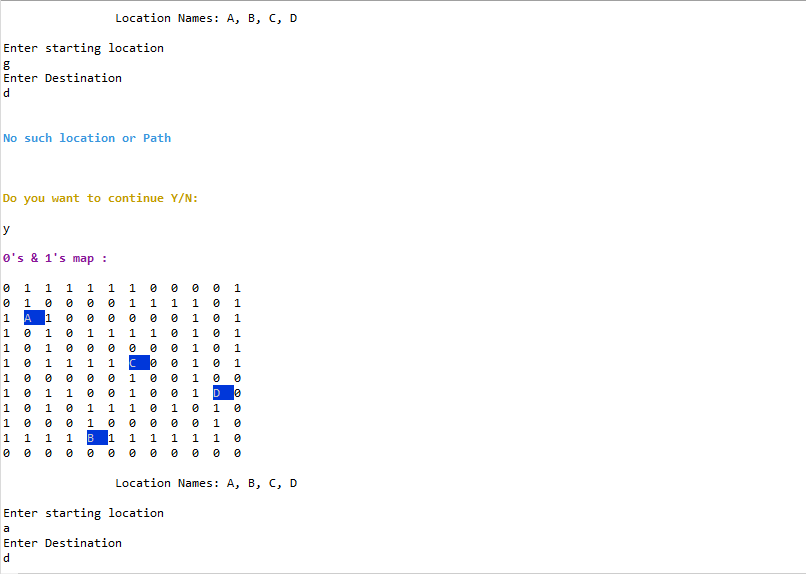 Location Names: A, B, C, D
Enter starting location
g
Enter Destination
d
No such location or Path
Do you want to continue Y/N:
y
0's & 1's map :
0 1 1 1 1 1 1 0 0 0 0 1
0 1 0 0 0 0 1 1 1 1 0 1
1 A 1 0 0 0 0 0 0 1 0 1
1 0 1 0 1 1 1 1 0 1 0 1
1 0 1 0 0 0 0 0 0 1 0 1
1 0 1 1 1 1 C 0 0 1 0 1
1 0 0 0 0 0 1 0 0 1 0 0
1 0 1 1 0 0 1 0 0 1 D 0
1 0 1 0 1 1 1 0 1 0 1 0
1 0 0 0 1 0 0 0 0 0 1 0
1 1 1 1 B 1 1 1 1 1 1 0
0 0 0 0 0 0 0 0 0 0 0 0
Location Names: A, B, C, D
Enter starting location
a
Enter Destination
d